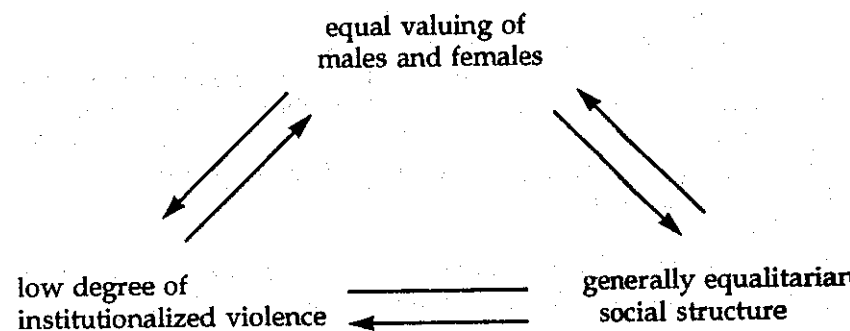 equal valuing of
males and females
low degree of
institutionalized violence
generally equalitarian
social structure